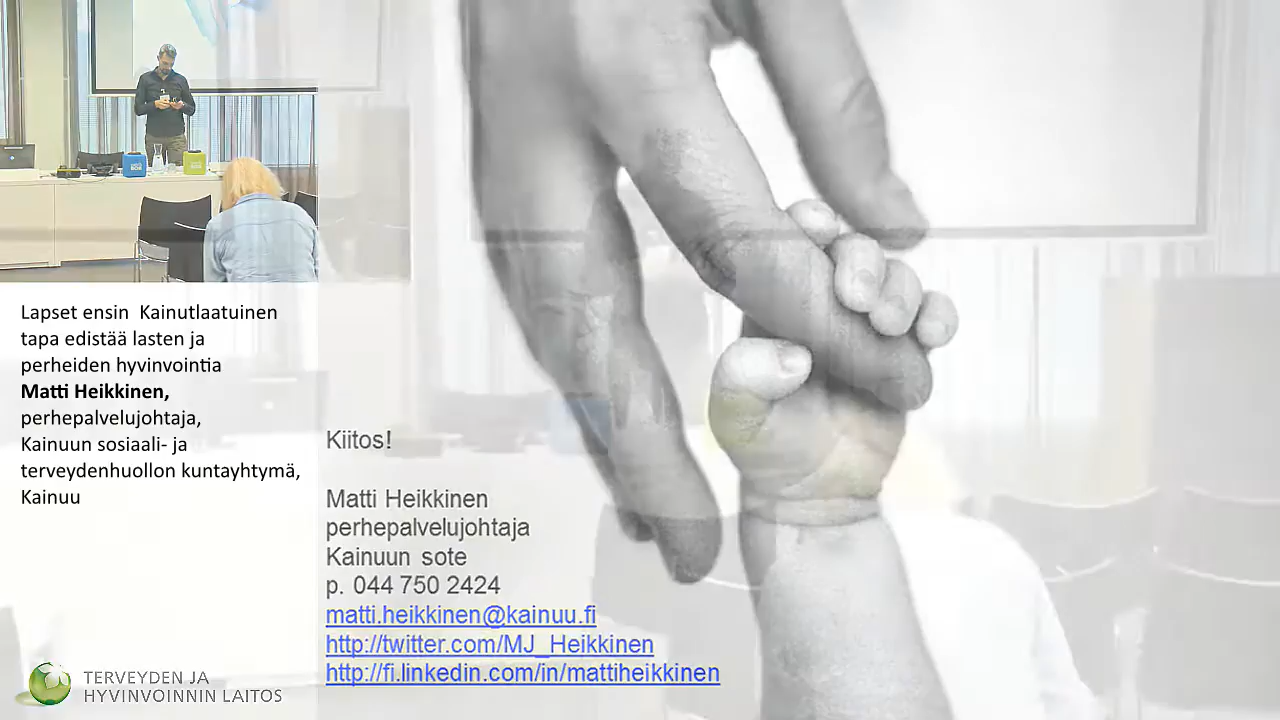 Lapset ensin Kainutlaatuinen
tapa edistää lasten ja
perheiden hyvinvointia
Matti Heikkinen,
perhepalvelujohtaja,
Kainuun sosiaali- ja
terveydenhuollon kuntayhtymä,
Kainuu
Kiitos!
Matti Heikkinen
perhepalvelujohtaja
Kainuun sote
p. 044 750 2424
matti.heikkinen@kainuu.fi
http://twitter.com/MJ_Heikkinen
http://fi.linkedin.com/in/mattiheikkinen
TERVEYDEN JA
HYVINVOINNIN LAITOS